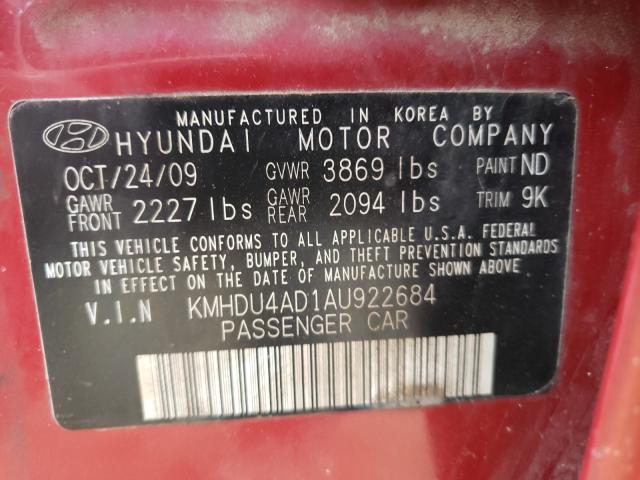 MANUFACTURED IN KOREA BY
HYUNDAI MOTOR COMPANY
OCT/24/09 GVWR 3869 lbs PAINT ND
GAWR FRONT 2227 lbs GAWR REAR 2094 lbs TRIM 9K
THIS VEHICLE CONFORMS TO ALL APPLICABLE U.S.A. FEDERAL
MOTOR VEHICLE SAFETY, BUMPER, AND THEFT PREVENTION STANDARDS
IN EFFECT ON THE DATE OF MANUFACTURE SHOWN ABOVE.
V.I.N KMHDU4AD1AU922684
PASSENGER CAR